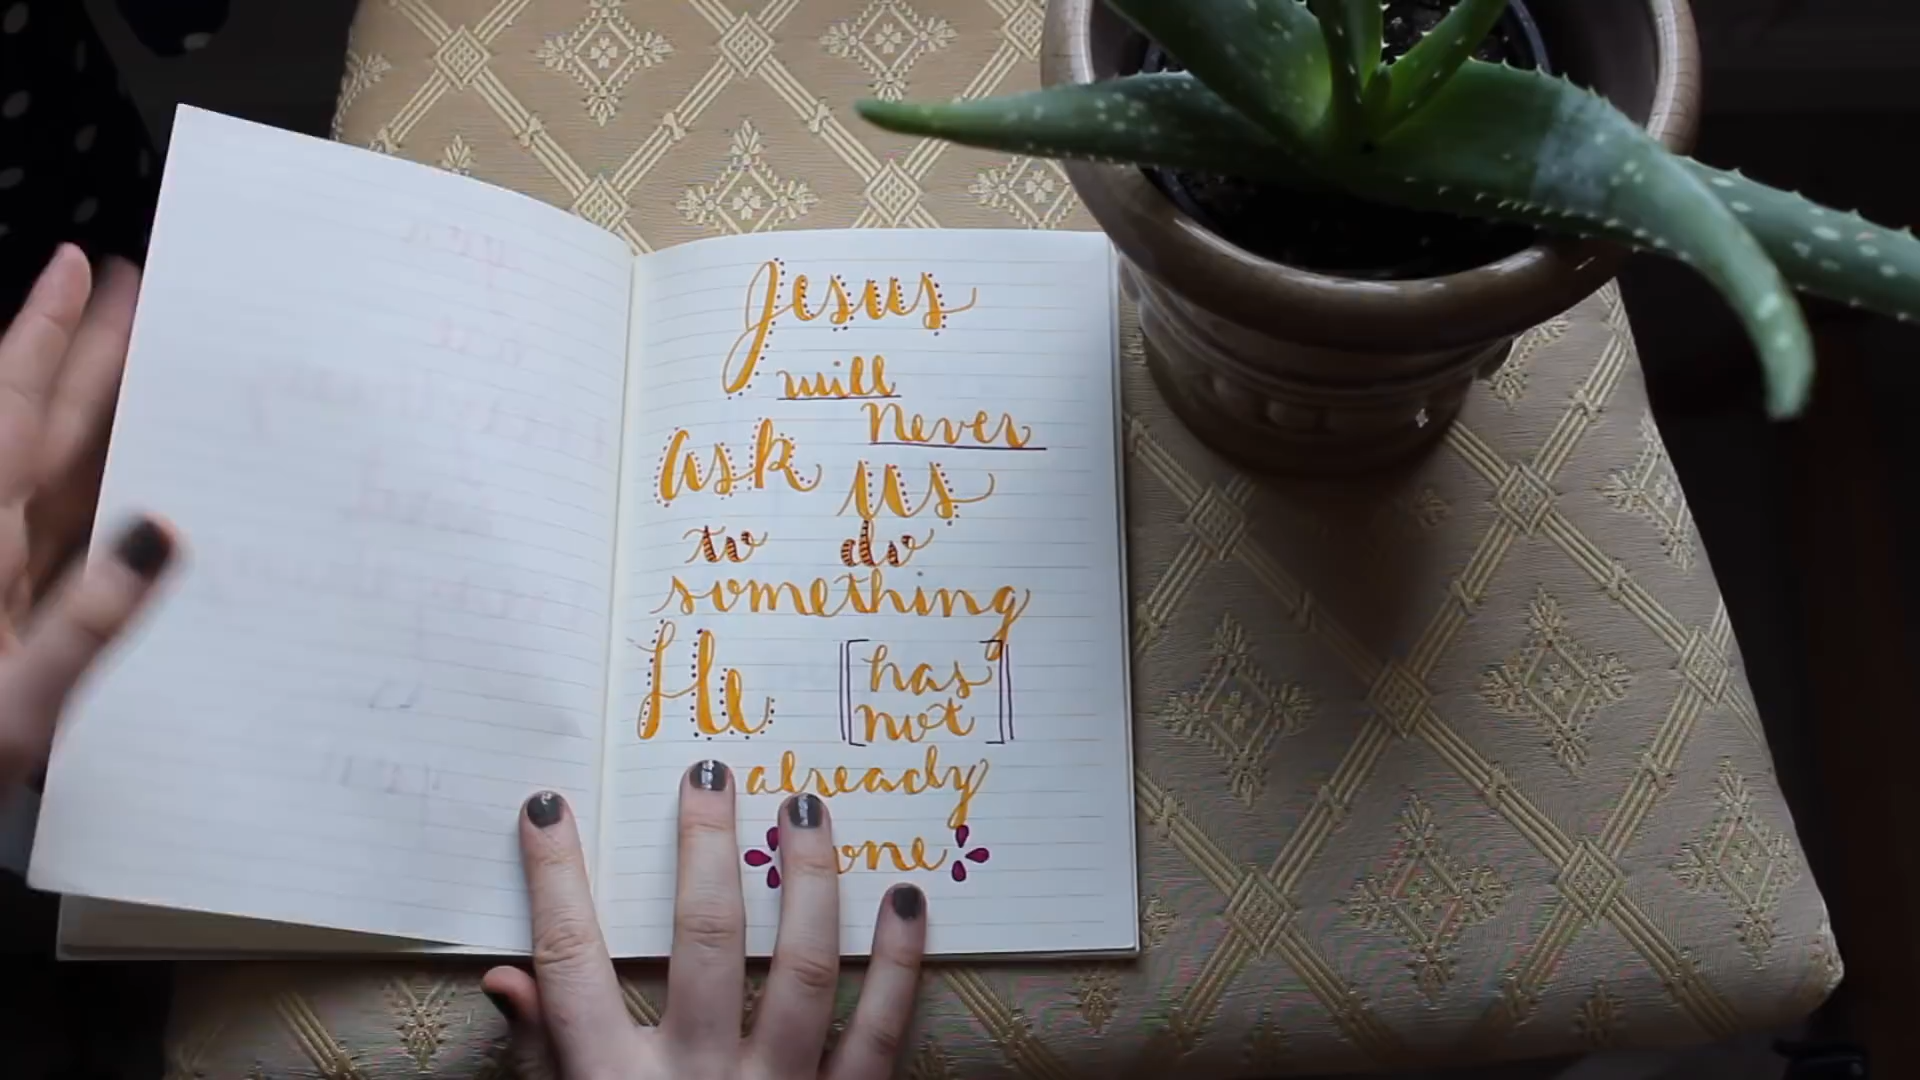 Jesus
will
Never
ask us
to do
something
He [has
not]
already